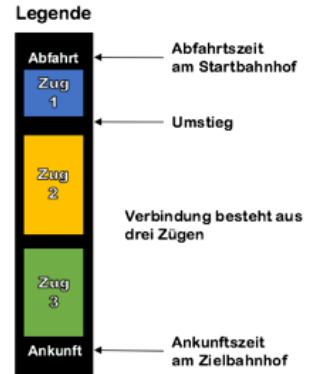 Legende
Abfahrt
Abfahrtszeit
am Startbahnhof
Zug
1
Umstieg
Zug
2
Verbindung besteht aus
drei Zügen
Zug
3
Ankunft
Ankunftszeit
am Zielbahnhof